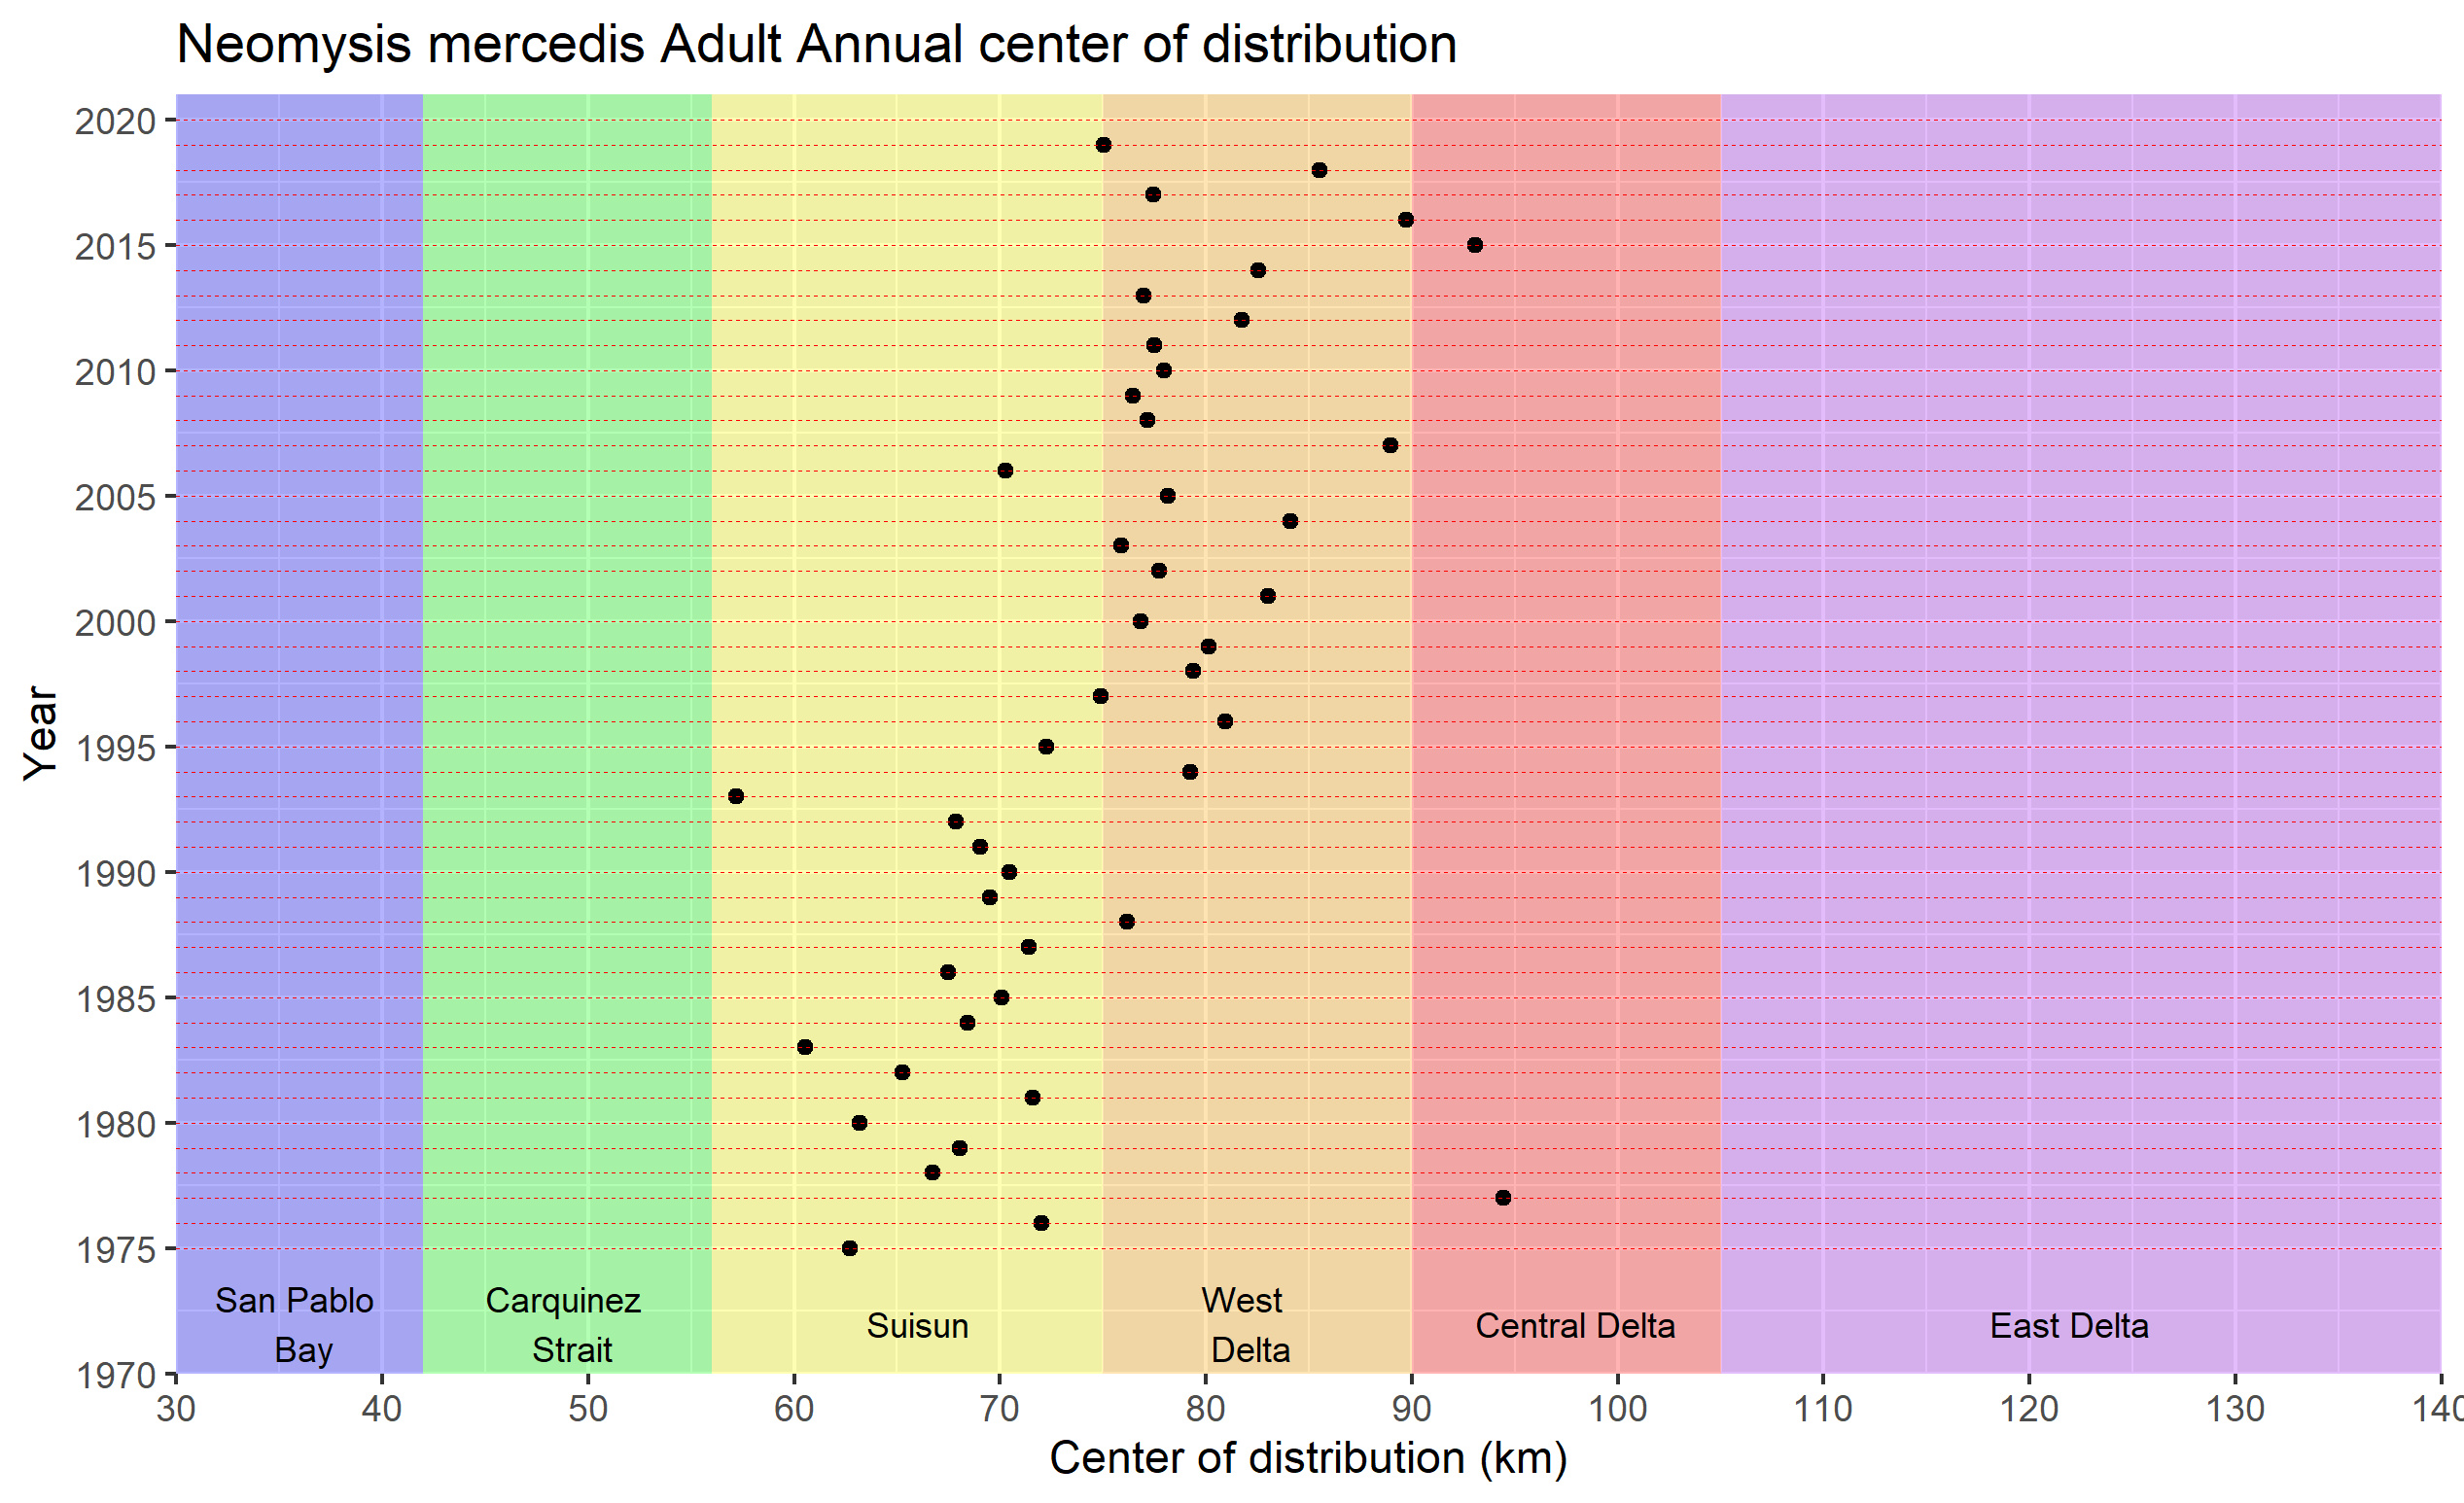 Neomysis mercedis Adult Annual center of distribution
2020
2015
2010
2005
2000
1995
1990
1985
1980
1975
1970
Year
San Pablo
Bay
Carquinez
Strait
Suisun
West
Delta
Central Delta
East Delta
30 40 50 60 70 80 90 100 110 120 130 140
Center of distribution (km)